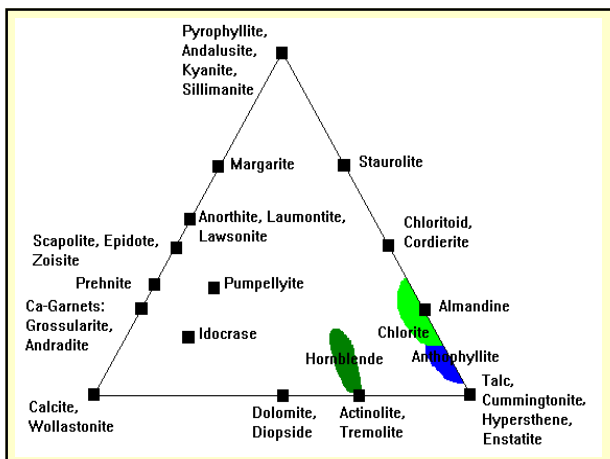 Pyrophyllite,
Andalusite,
Kyanite,
Sillimanite
Margarite
Staurolite
Anorthite, Laumontite,
Lawsonite
Scapolite, Epidote,
Zoisite
Chloritoid,
Cordierite
Prehnite
Pumpellyite
Ca-Garnets:
Grossularite,
Andradite
Almandine
Chlorite
Idocrase
Hornblende
Anthophyllite
Calcite,
Wollastonite
Dolomite,
Diopside
Actinolite,
Tremolite
Talc,
Cummingtonite,
Hypersthene,
Enstatite